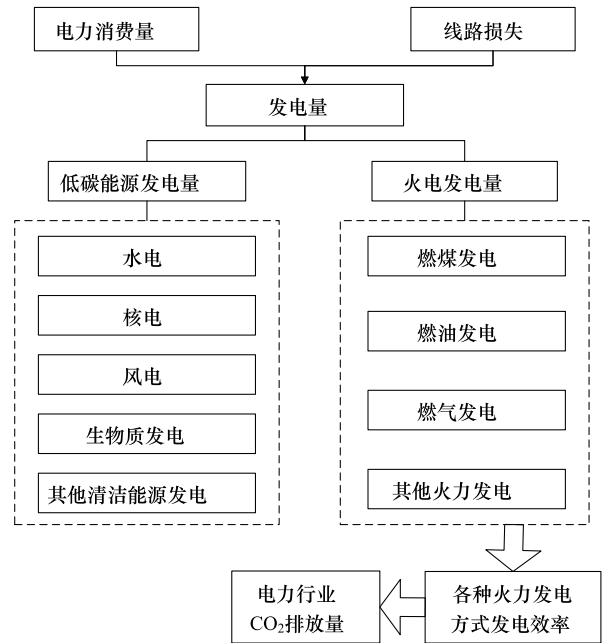 电力消费量
线路损失
发电量
低碳能源发电量
火电发电量
水电
核电
风电
生物质发电
其他清洁能源发电
燃煤发电
燃油发电
燃气发电
其他火力发电
电力行业
CO₂排放量
各种火力发电
方式发电效率